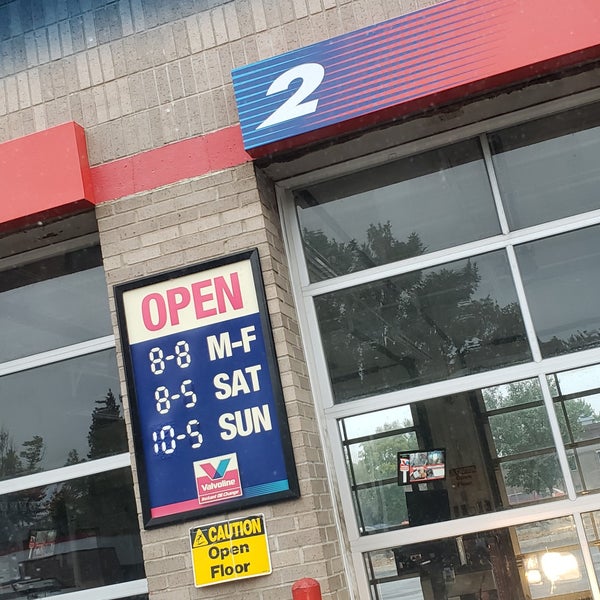 2
OPEN
8-8 M-F
8-5 SAT
10-5 SUN
Valvoline
Instant Oil Change
CAUTION
Open
Floor